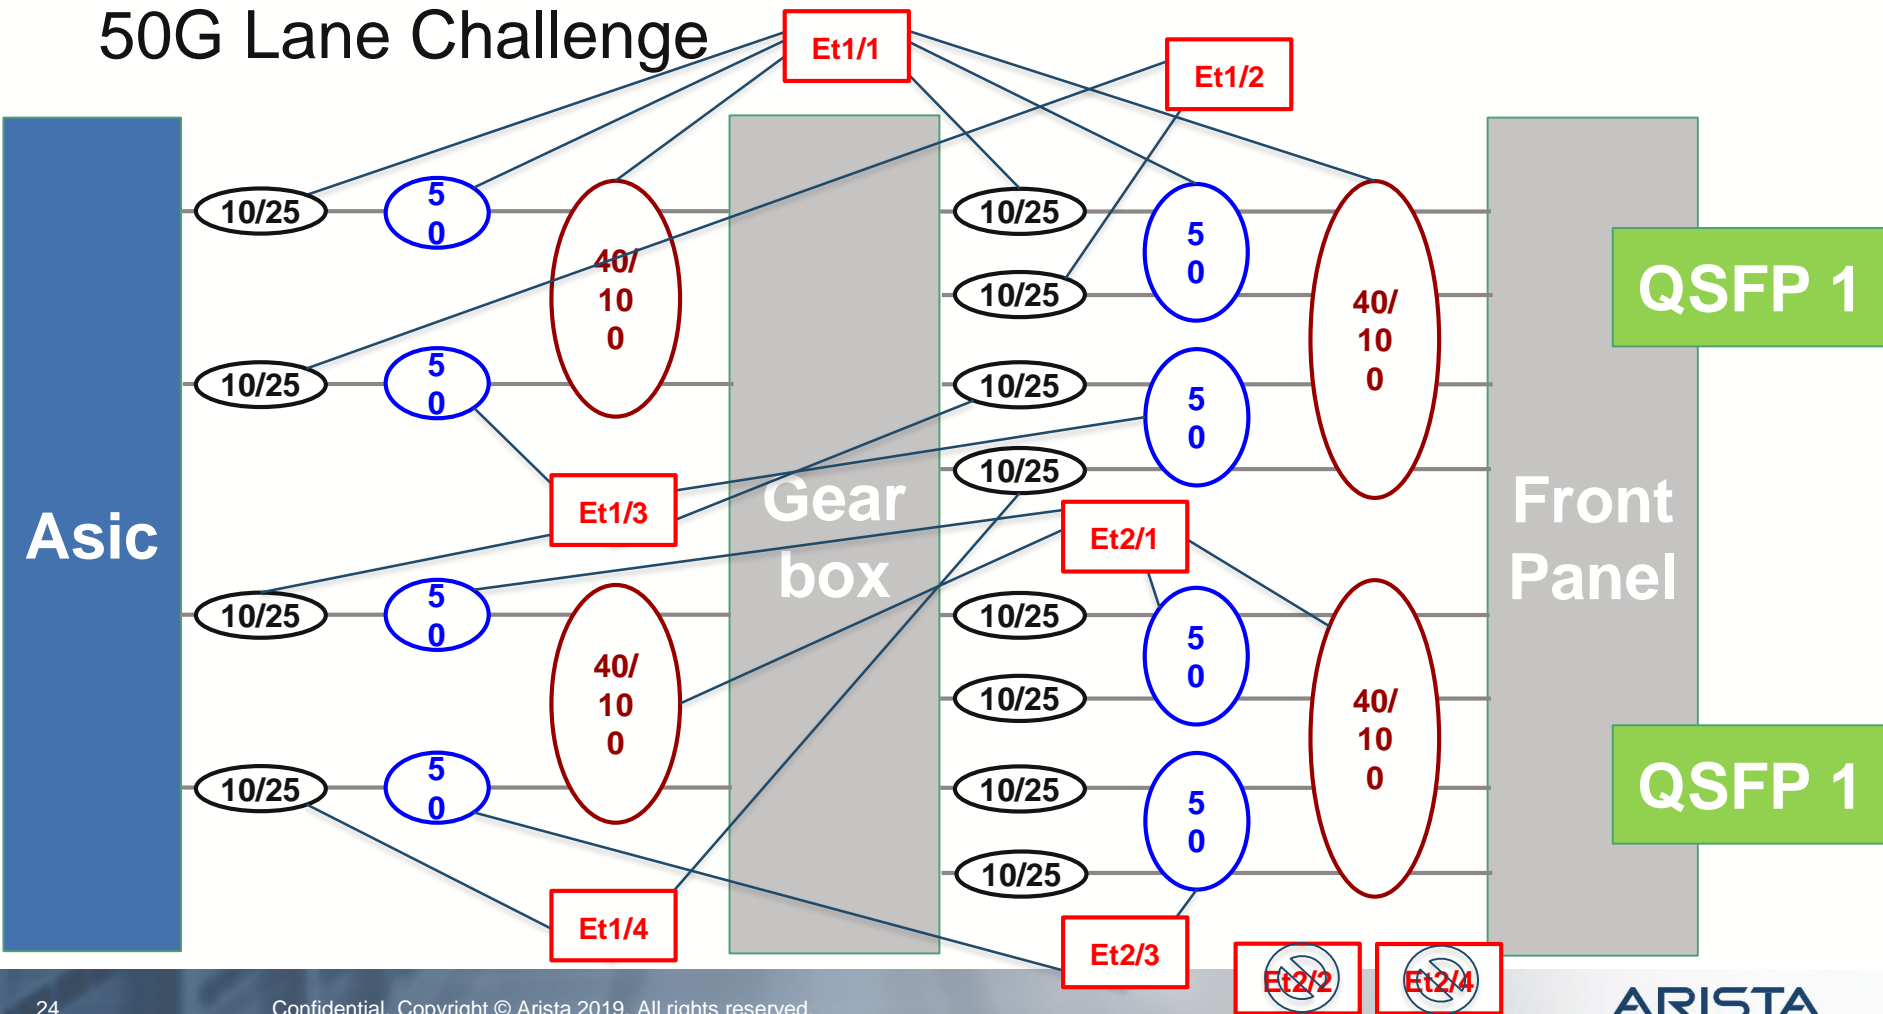 50G Lane Challenge
Et1/1
Et1/2
10/25
5
0
40/
10
0
10/25
5
0
10/25
5
0
40/
10
0
10/25
5
0
10/25
10/25
10/25
5
0
10/25
5
0
40/
10
0
QSFP 1
Asic
Et1/3
Gear
box
Et2/1
Front
Panel
10/25
5
0
40/
10
0
10/25
5
0
10/25
10/25
5
0
10/25
10/25
5
0
40/
10
0
QSFP 1
Et1/4
Et2/3
Et2/2
Et2/4
24
Confidential. Copyright © Arista 2019. All rights reserved.
ARISTA